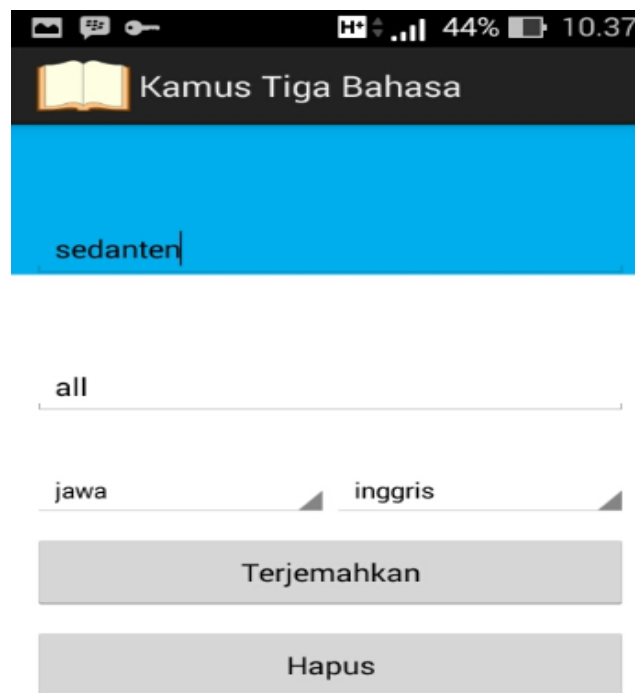 H+ 44% 10.37
Kamus Tiga Bahasa
sedanten
all
jawa inggris
Terjemahkan
Hapus